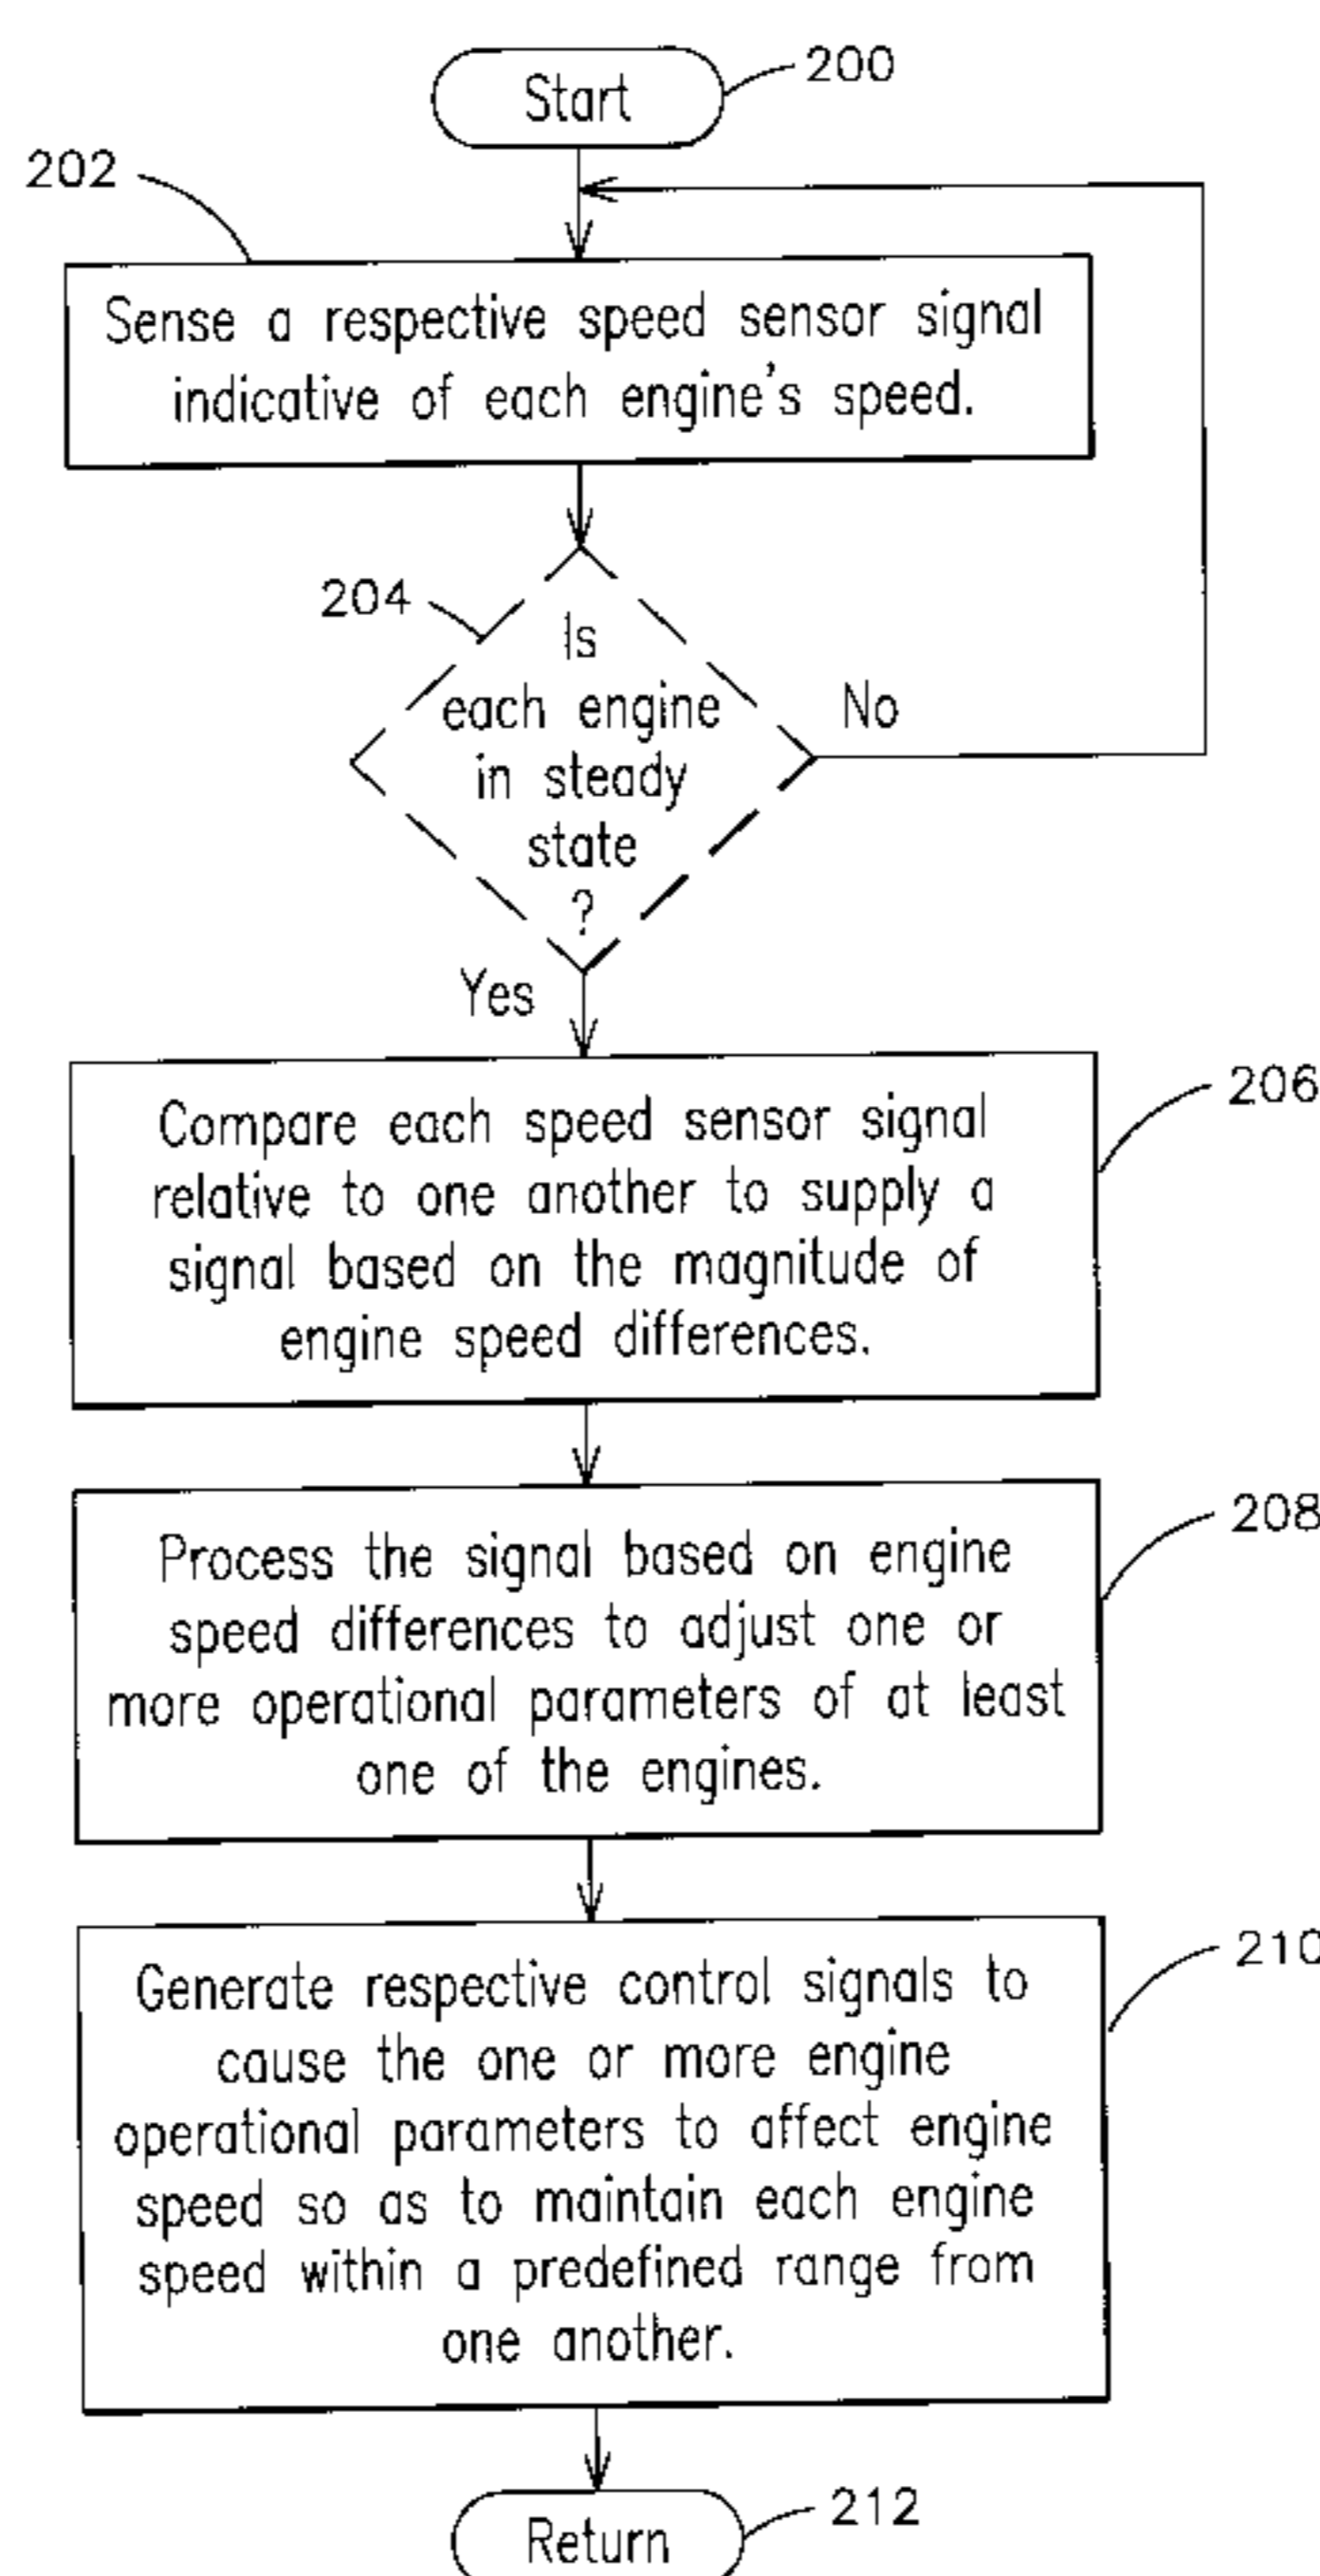 Start
200
202
Sense a respective speed sensor signal
indicative of each engine's speed.
204
Is
each engine
in steady
state
?
No
Yes
206
Compare each speed sensor signal
relative to one another to supply a
signal based on the magnitude of
engine speed differences.
208
Process the signal based on engine
speed differences to adjust one or
more operational parameters of at least
one of the engines.
210
Generate respective control signals to
cause the one or more engine
operational parameters to affect engine
speed so as to maintain each engine
speed within a predefined range from
one another.
Return
212